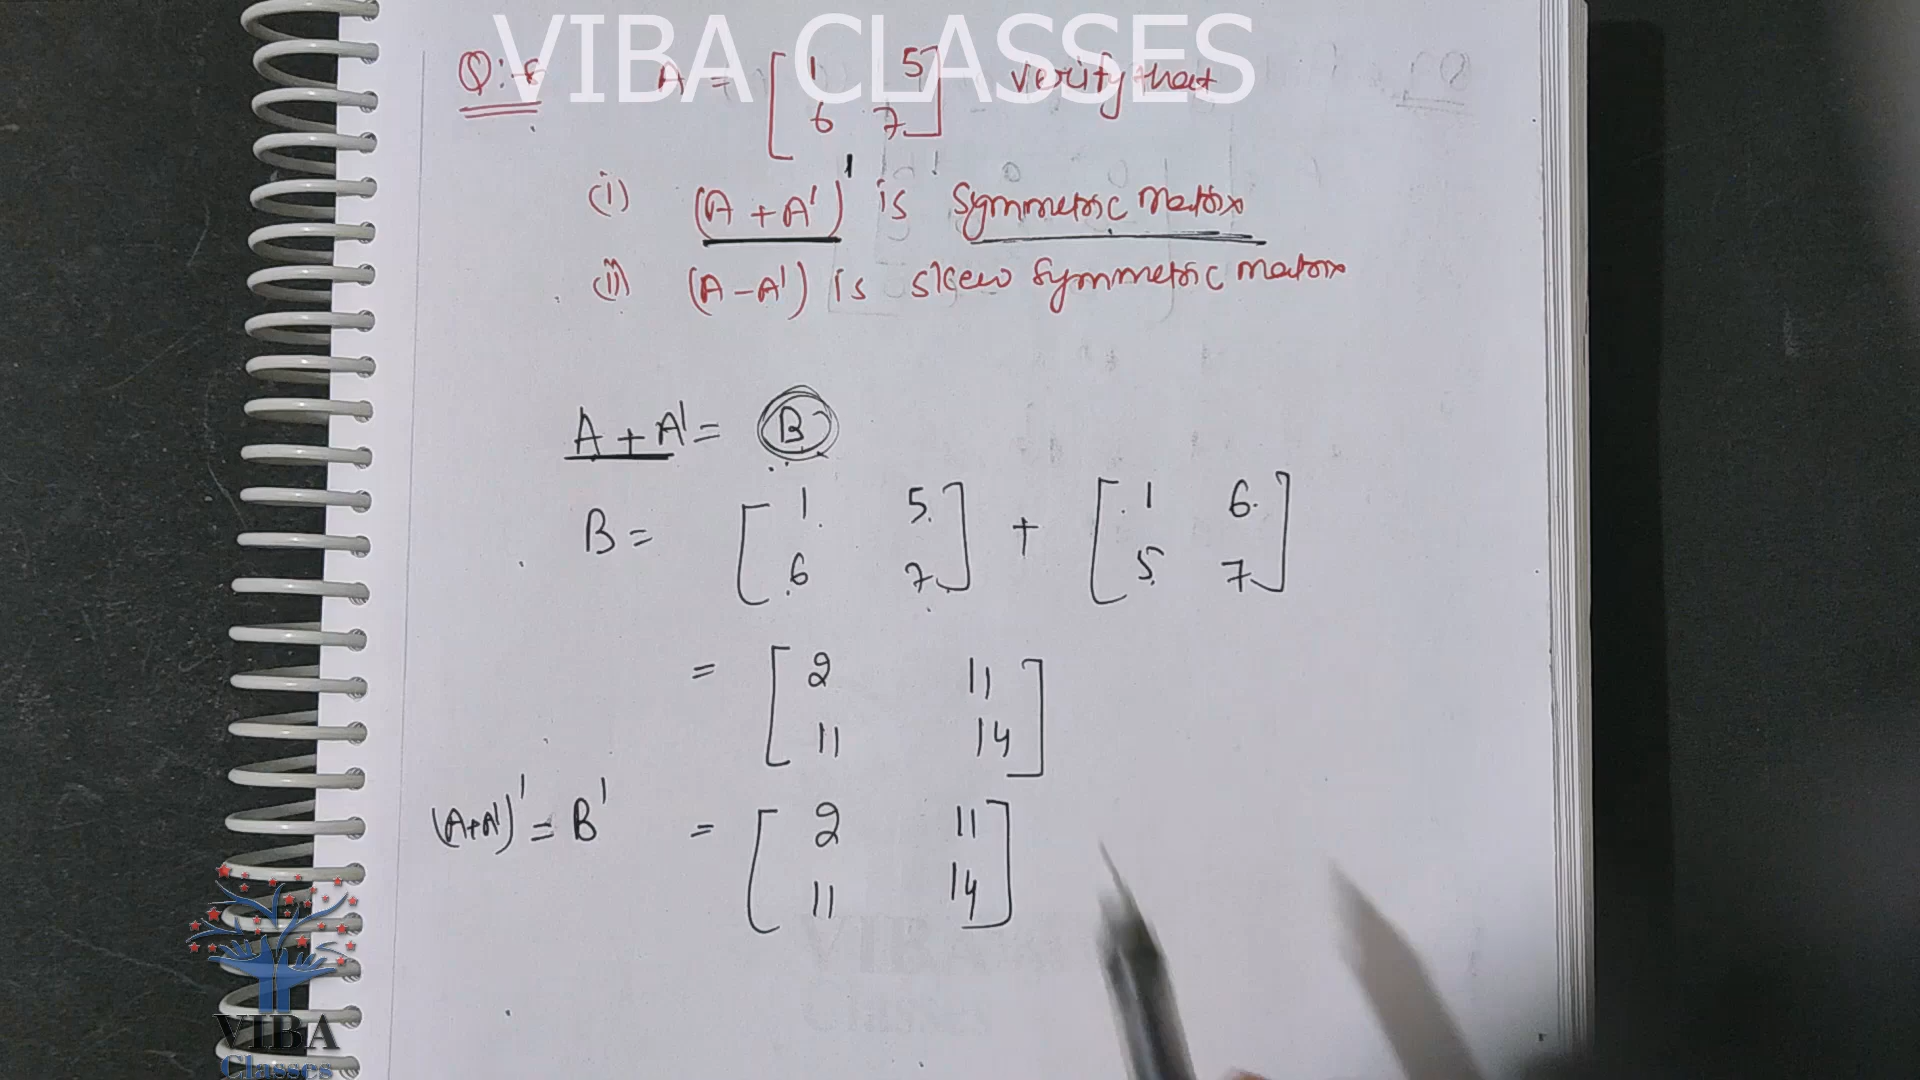 VIBA CLASSES
Q:- A = [ 1 5 verify that
6 7 ]
(i) (A + A')' is Symmetric Matrix
(ii) (A - A') is skew Symmetric matrix
A + A' = B
B = [ 1 5 ] + [ 1 6 ]
6 7 5 7
= [ 2 11 ]
11 14
(A+A')' = B' = [ 2 11 ]
11 14
VIBA
Classes